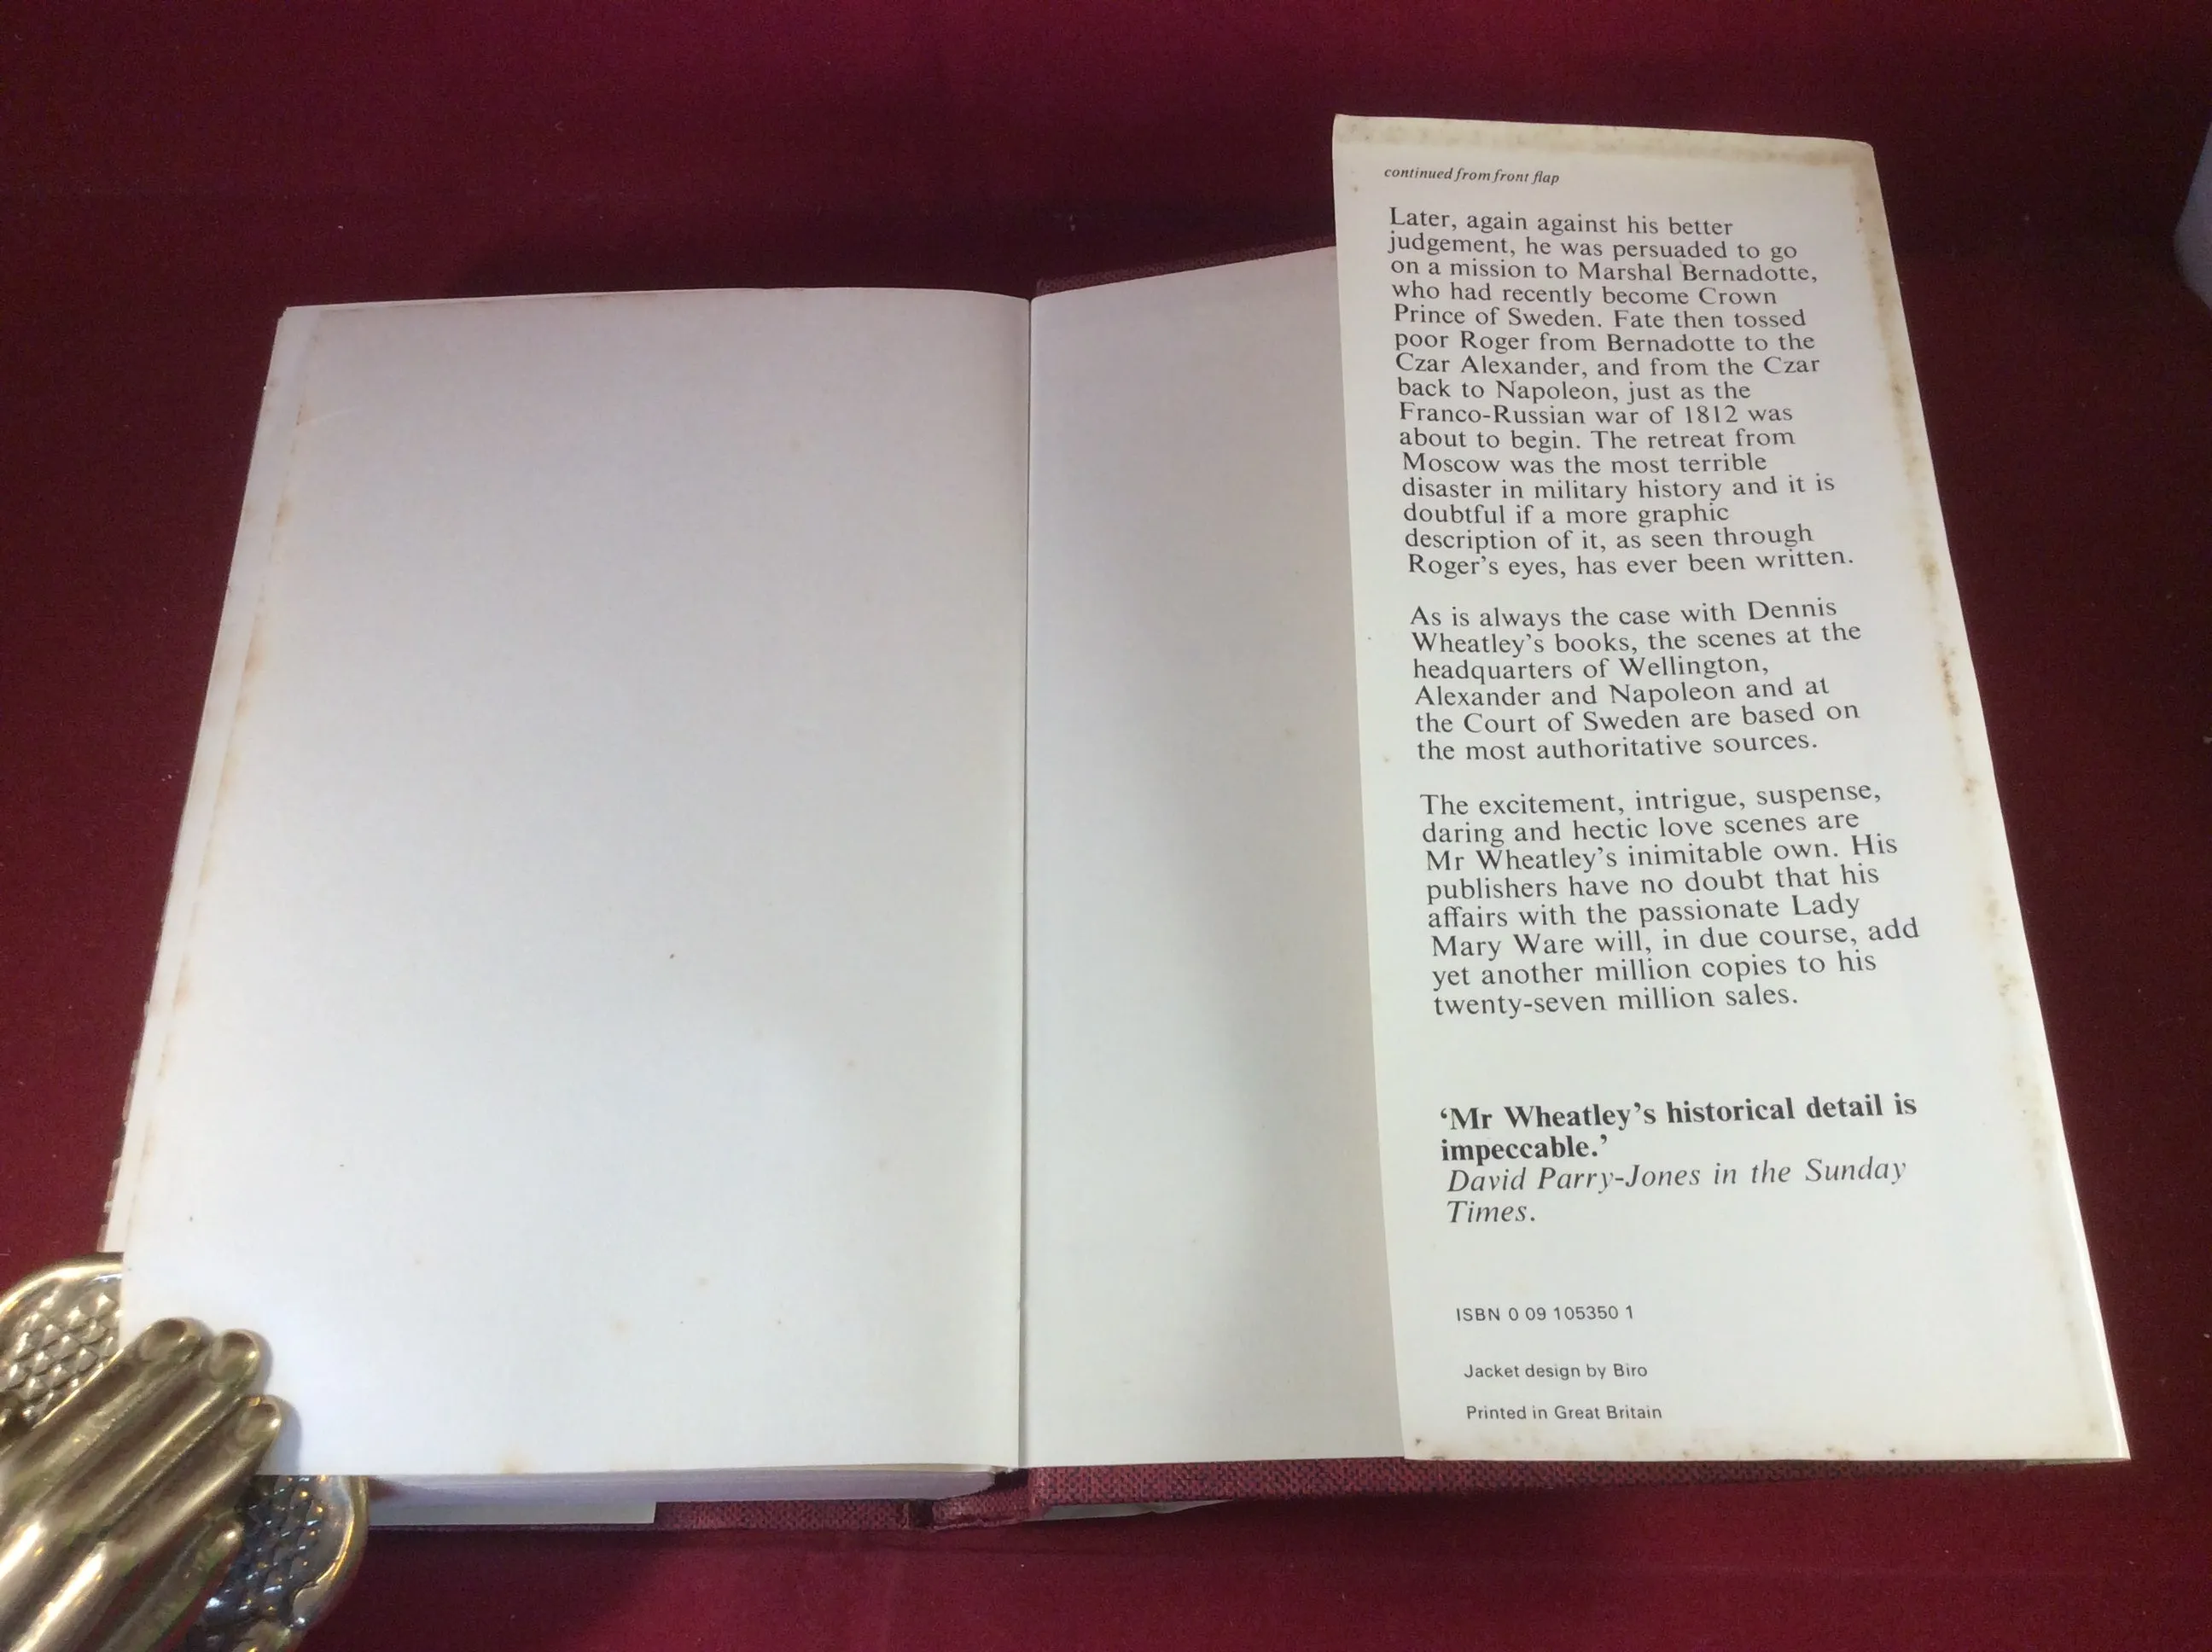 continued from front flap
Later, again against his better
judgement, he was persuaded to go
on a mission to Marshal Bernadotte,
who had recently become Crown
Prince of Sweden. Fate then tossed
poor Roger from Bernadotte to the
Czar Alexander, and from the Czar
back to Napoleon, just as the
Franco-Russian war of 1812 was
about to begin. The retreat from
Moscow was the most terrible
disaster in military history and it is
doubtful if a more graphic
description of it, as seen through
Roger's eyes, has ever been written.
As is always the case with Dennis
Wheatley's books, the scenes at the
headquarters of Wellington,
Alexander and Napoleon and at
the Court of Sweden are based on
the most authoritative sources.
The excitement, intrigue, suspense,
daring and hectic love scenes are
Mr Wheatley's inimitable own. His
publishers have no doubt that his
affairs with the passionate Lady
Mary Ware will, in due course, add
yet another million copies to his
twenty-seven million sales.
‘Mr Wheatley’s historical detail is
impeccable.’
David Parry-Jones in the Sunday
Times.
ISBN 0 09 105350 1
Jacket design by Biro
Printed in Great Britain